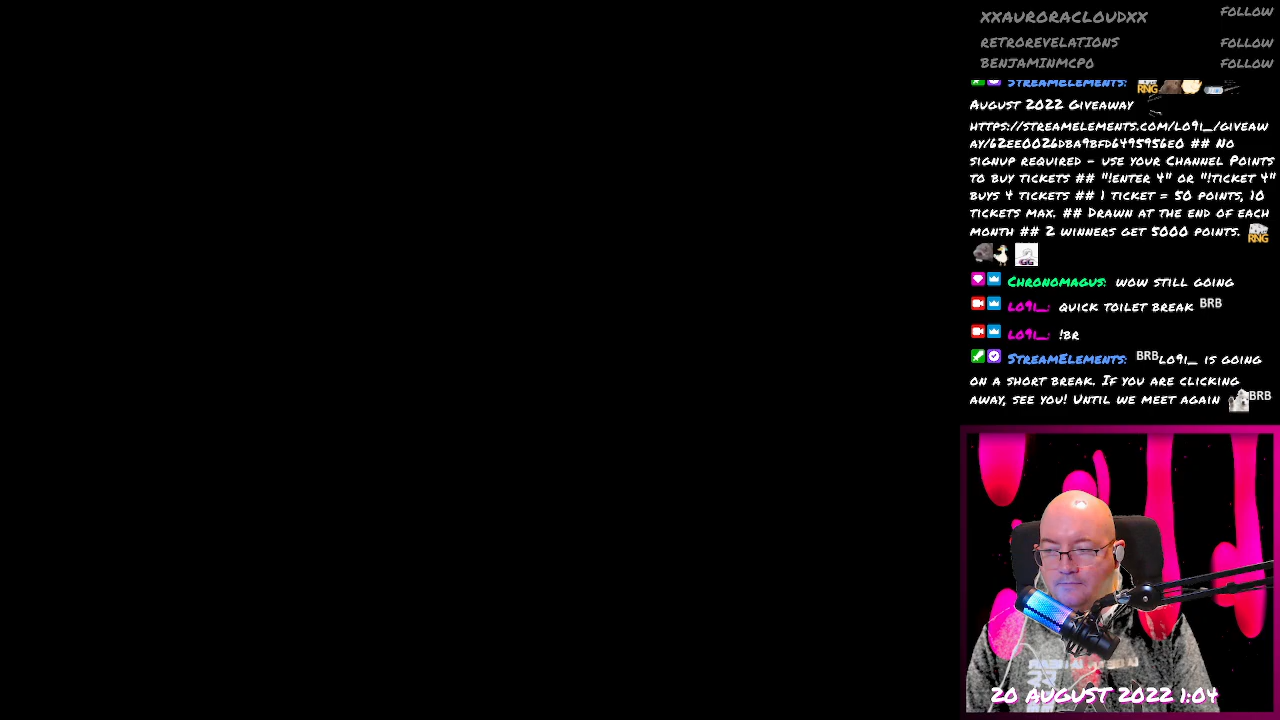 XXAURORACLOUDXX FOLLOW
RETROREVELATIONS FOLLOW
BENJAMINMCPO FOLLOW
STREAMELEMENTS: RNG
AUGUST 2022 GIVEAWAY
HTTPS://STREAMELEMENTS.COM/LO9I_/GIVEAW
AY/62EE0026DBA9BFD6495956E0 ## NO
SIGNUP REQUIRED - USE YOUR CHANNEL POINTS
TO BUY TICKETS ## "!ENTER 4" OR "!TICKET 4"
BUYS 4 TICKETS ## 1 TICKET = 50 POINTS, 10
TICKETS MAX. ## DRAWN AT THE END OF EACH
MONTH ## 2 WINNERS GET 5000 POINTS. RNG
GG
CHRONOMAGUS: WOW STILL GOING
LO9I_: QUICK TOILET BREAK BRB
LO9I_: !BR
STREAMELEMENTS: BRB LO9I_ IS GOING
ON A SHORT BREAK. IF YOU ARE CLICKING
AWAY, SEE YOU! UNTIL WE MEET AGAIN BRB
20 AUGUST 2022 1:04